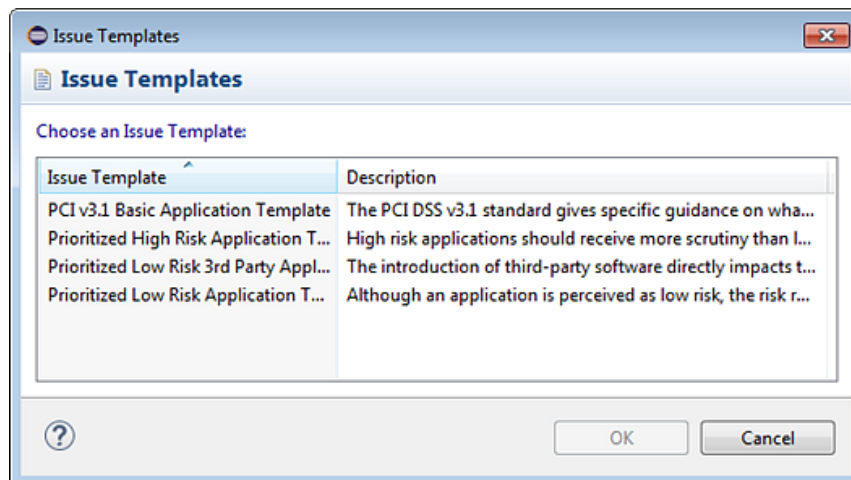 Issue Templates
Issue Templates
Choose an Issue Template:
Issue Template Description
PCI v3.1 Basic Application Template The PCI DSS v3.1 standard gives specific guidance on wha...
Prioritized High Risk Application T... High risk applications should receive more scrutiny than l...
Prioritized Low Risk 3rd Party Appl... The introduction of third-party software directly impacts t...
Prioritized Low Risk Application T... Although an application is perceived as low risk, the risk r...
? OK Cancel